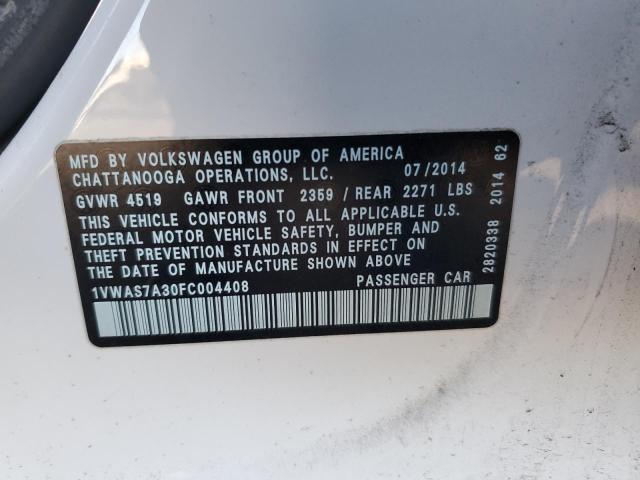 MFD BY VOLKSWAGEN GROUP OF AMERICA
CHATTANOOGA OPERATIONS, LLC. 07/2014
GVWR 4519 GAWR FRONT 2359 / REAR 2271 LBS
THIS VEHICLE CONFORMS TO ALL APPLICABLE U.S.
FEDERAL MOTOR VEHICLE SAFETY, BUMPER AND
THEFT PREVENTION STANDARDS IN EFFECT ON
DATE OF MANUFACTURE SHOWN ABOVE
1VWAS7A30FC004408 PASSENGER CAR
2820338 2014 62